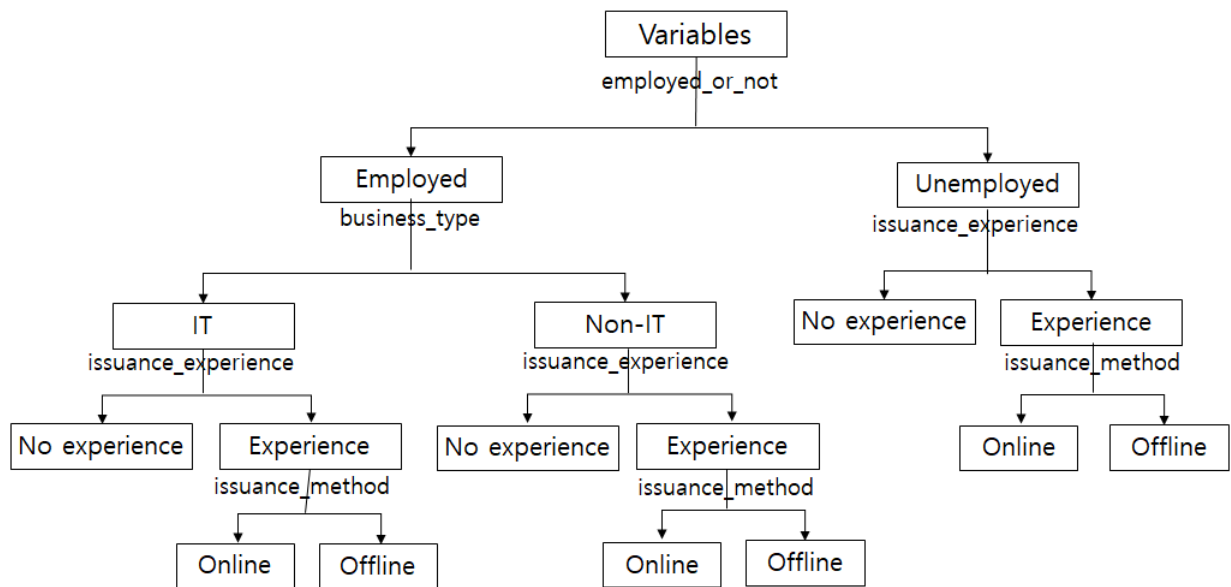 Variables
employed_or_not
Employed
Unemployed
business_type
issuance_experience
IT
Non-IT
No experience
Experience
issuance_experience
issuance_experience
issuance_method
No experience
Experience
No experience
Experience
Online
Offline
issuance_method
issuance_method
Online
Offline
Online
Offline